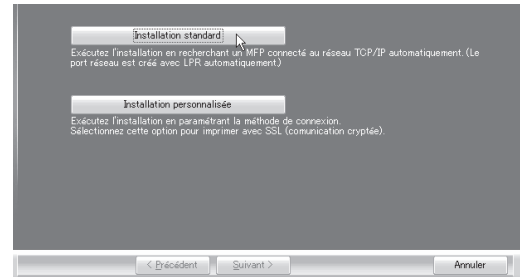 Installation standard
Exécutez l'installation en recherchant un MFP connecté au réseau TCP/IP automatiquement. (Le
port réseau est créé avec LPR automatiquement.)
Installation personnalisée
Exécutez l'installation en paramétrant la méthode de connexion.
Sélectionnez cette option pour imprimer avec SSL (comunication cryptée).
< Précédent
Suivant >
Annuler